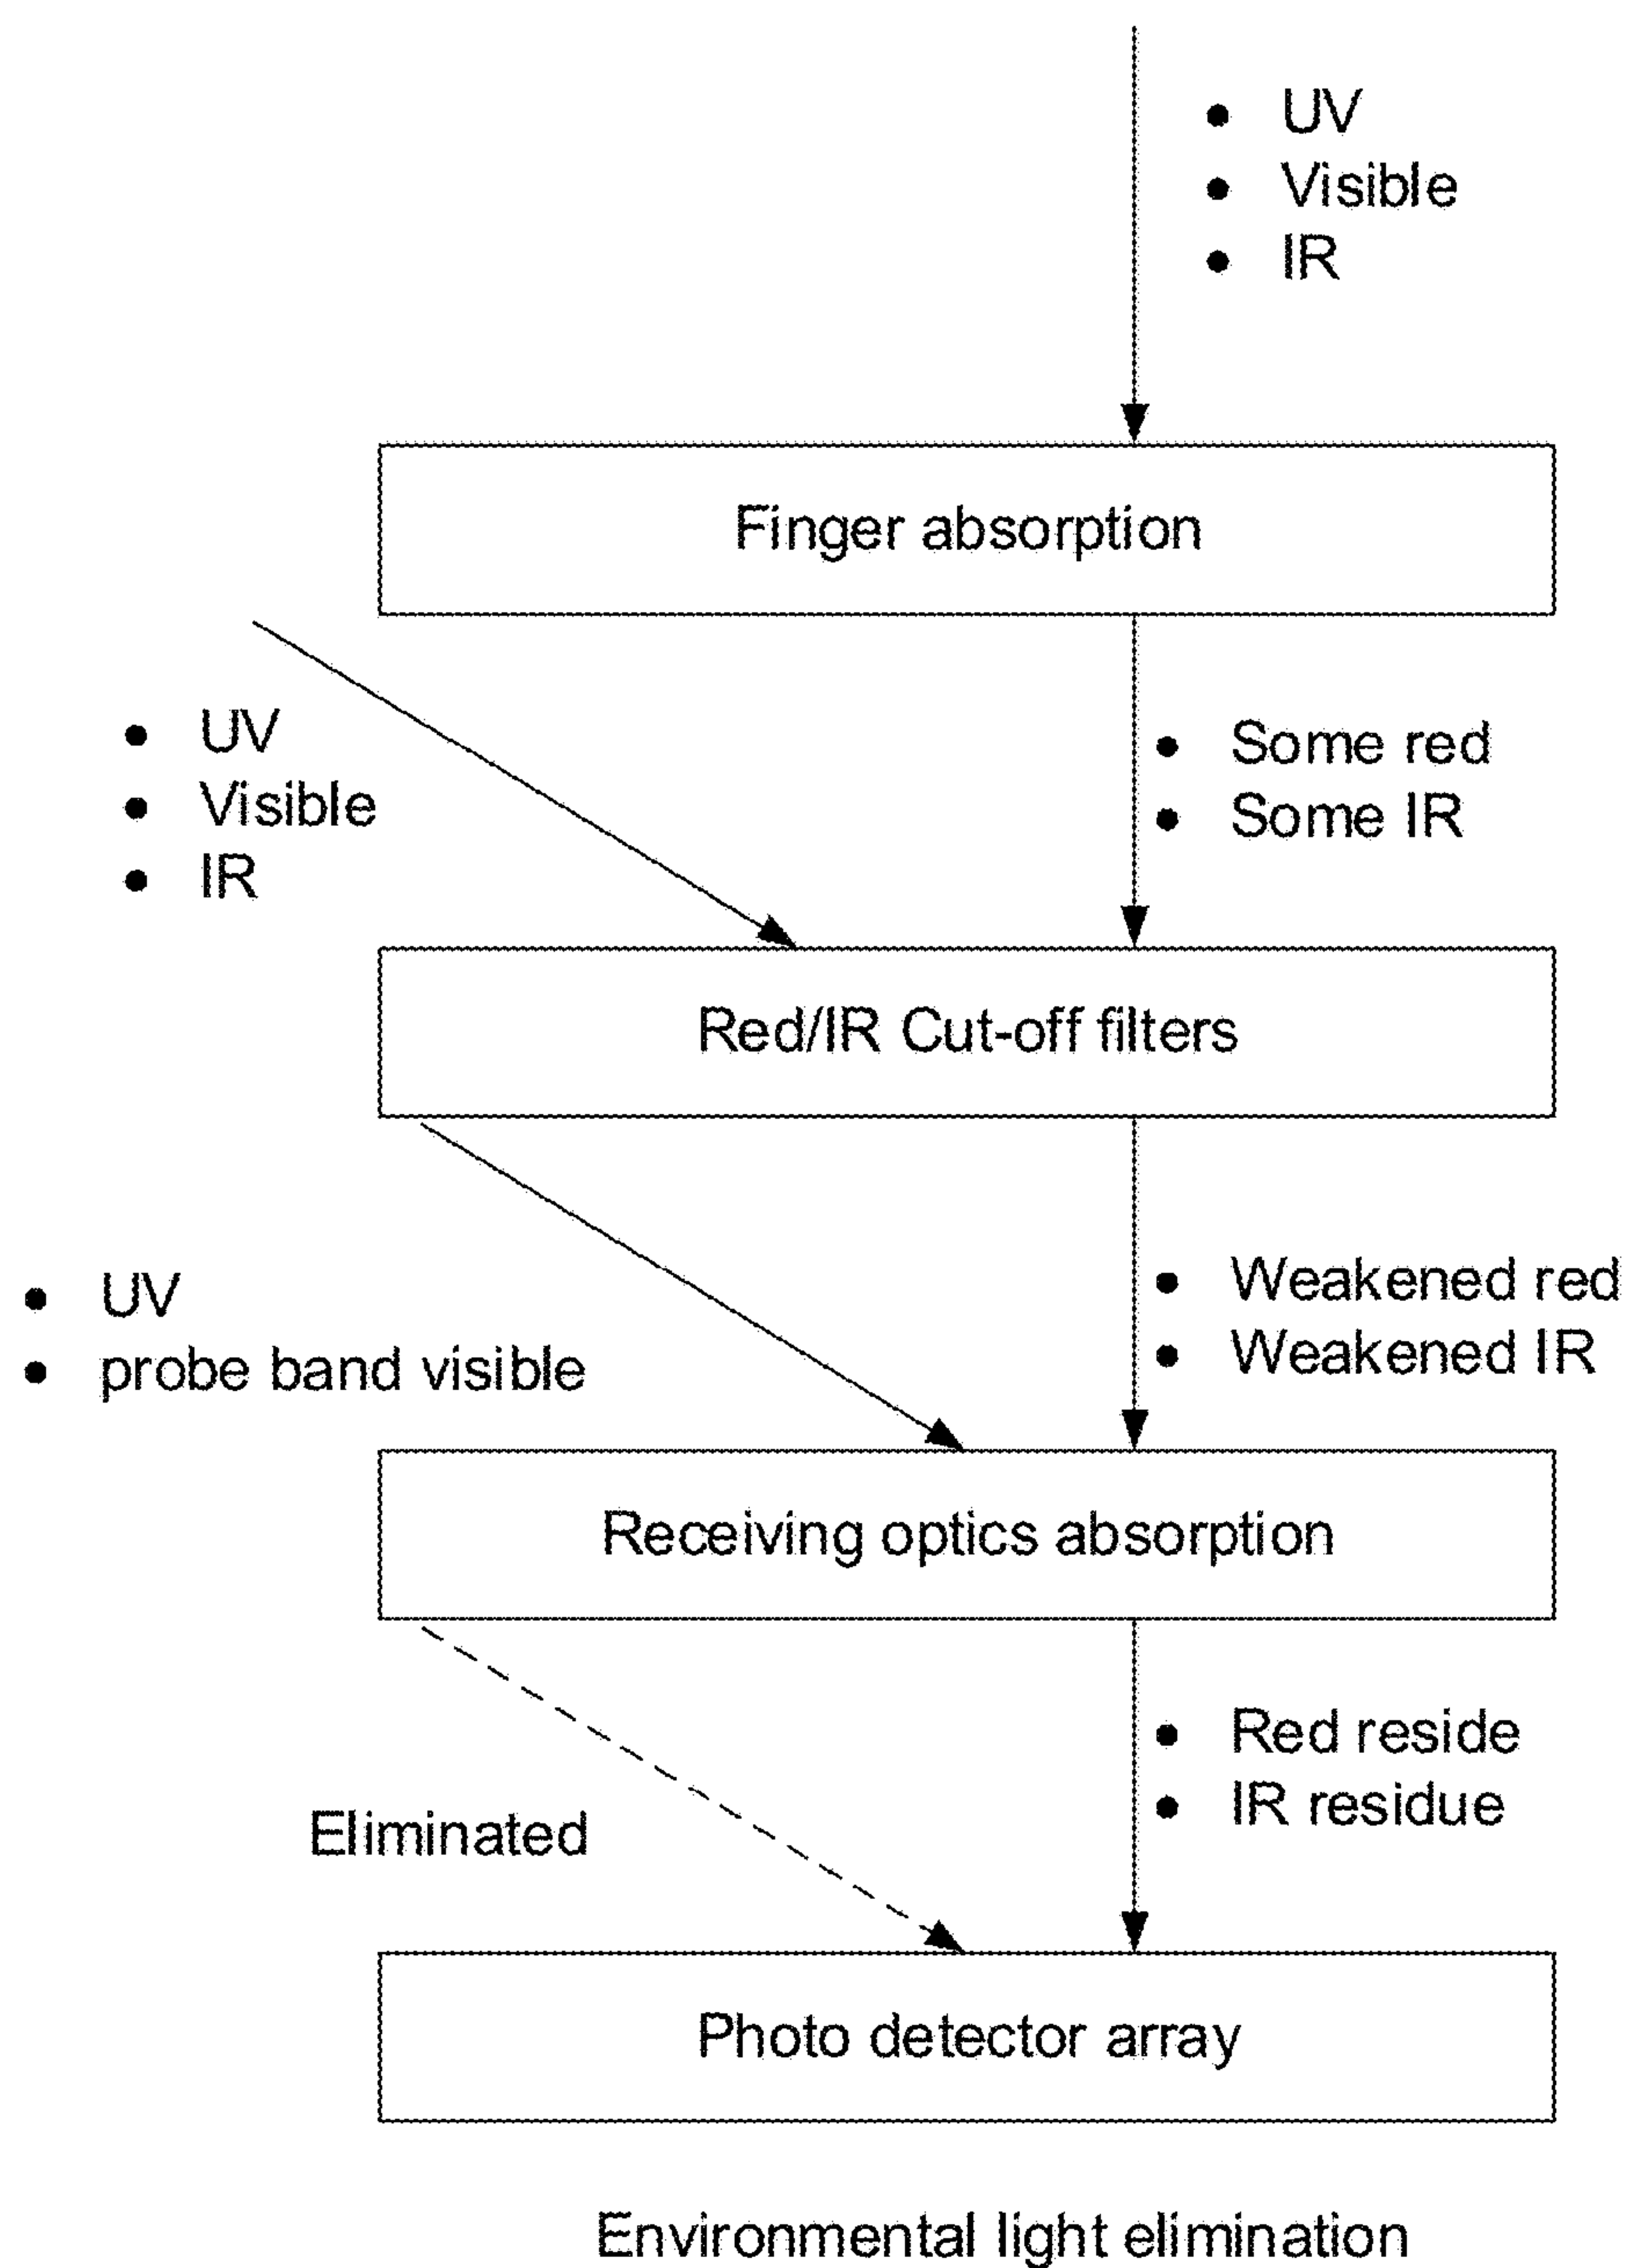 • UV
• Visible
• IR
Finger absorption
• UV
• Visible
• IR
• Some red
• Some IR
Red/IR Cut-off filters
• UV
• probe band visible
• Weakened red
• Weakened IR
Receiving optics absorption
Eliminated
• Red reside
• IR residue
Photo detector array
Environmental light elimination